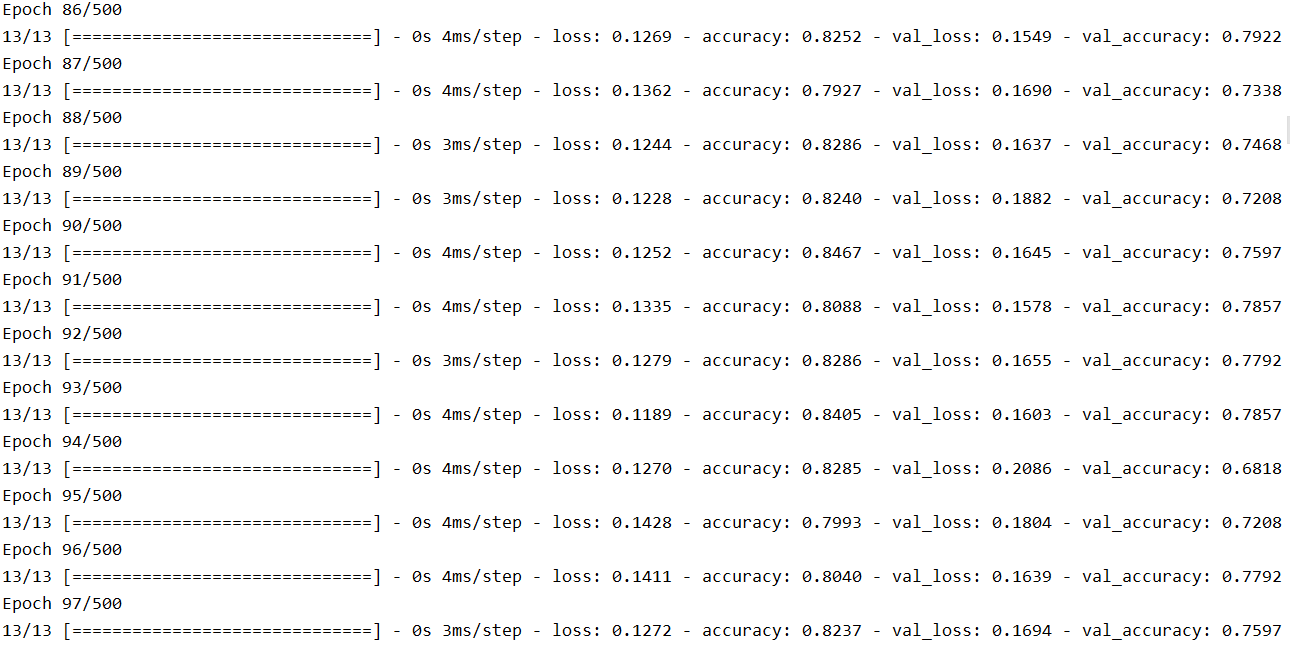 Epoch 86/500
13/13 [==============================] - 0s 4ms/step - loss: 0.1269 - accuracy: 0.8252 - val_loss: 0.1549 - val_accuracy: 0.7922
Epoch 87/500
13/13 [==============================] - 0s 4ms/step - loss: 0.1362 - accuracy: 0.7927 - val_loss: 0.1690 - val_accuracy: 0.7338
Epoch 88/500
13/13 [==============================] - 0s 3ms/step - loss: 0.1244 - accuracy: 0.8286 - val_loss: 0.1637 - val_accuracy: 0.7468
Epoch 89/500
13/13 [==============================] - 0s 3ms/step - loss: 0.1228 - accuracy: 0.8240 - val_loss: 0.1882 - val_accuracy: 0.7208
Epoch 90/500
13/13 [==============================] - 0s 4ms/step - loss: 0.1252 - accuracy: 0.8467 - val_loss: 0.1645 - val_accuracy: 0.7597
Epoch 91/500
13/13 [==============================] - 0s 4ms/step - loss: 0.1335 - accuracy: 0.8088 - val_loss: 0.1578 - val_accuracy: 0.7857
Epoch 92/500
13/13 [==============================] - 0s 3ms/step - loss: 0.1279 - accuracy: 0.8286 - val_loss: 0.1655 - val_accuracy: 0.7792
Epoch 93/500
13/13 [==============================] - 0s 4ms/step - loss: 0.1189 - accuracy: 0.8405 - val_loss: 0.1603 - val_accuracy: 0.7857
Epoch 94/500
13/13 [==============================] - 0s 4ms/step - loss: 0.1270 - accuracy: 0.8285 - val_loss: 0.2086 - val_accuracy: 0.6818
Epoch 95/500
13/13 [==============================] - 0s 4ms/step - loss: 0.1428 - accuracy: 0.7993 - val_loss: 0.1804 - val_accuracy: 0.7208
Epoch 96/500
13/13 [==============================] - 0s 4ms/step - loss: 0.1411 - accuracy: 0.8040 - val_loss: 0.1639 - val_accuracy: 0.7792
Epoch 97/500
13/13 [==============================] - 0s 3ms/step - loss: 0.1272 - accuracy: 0.8237 - val_loss: 0.1694 - val_accuracy: 0.7597